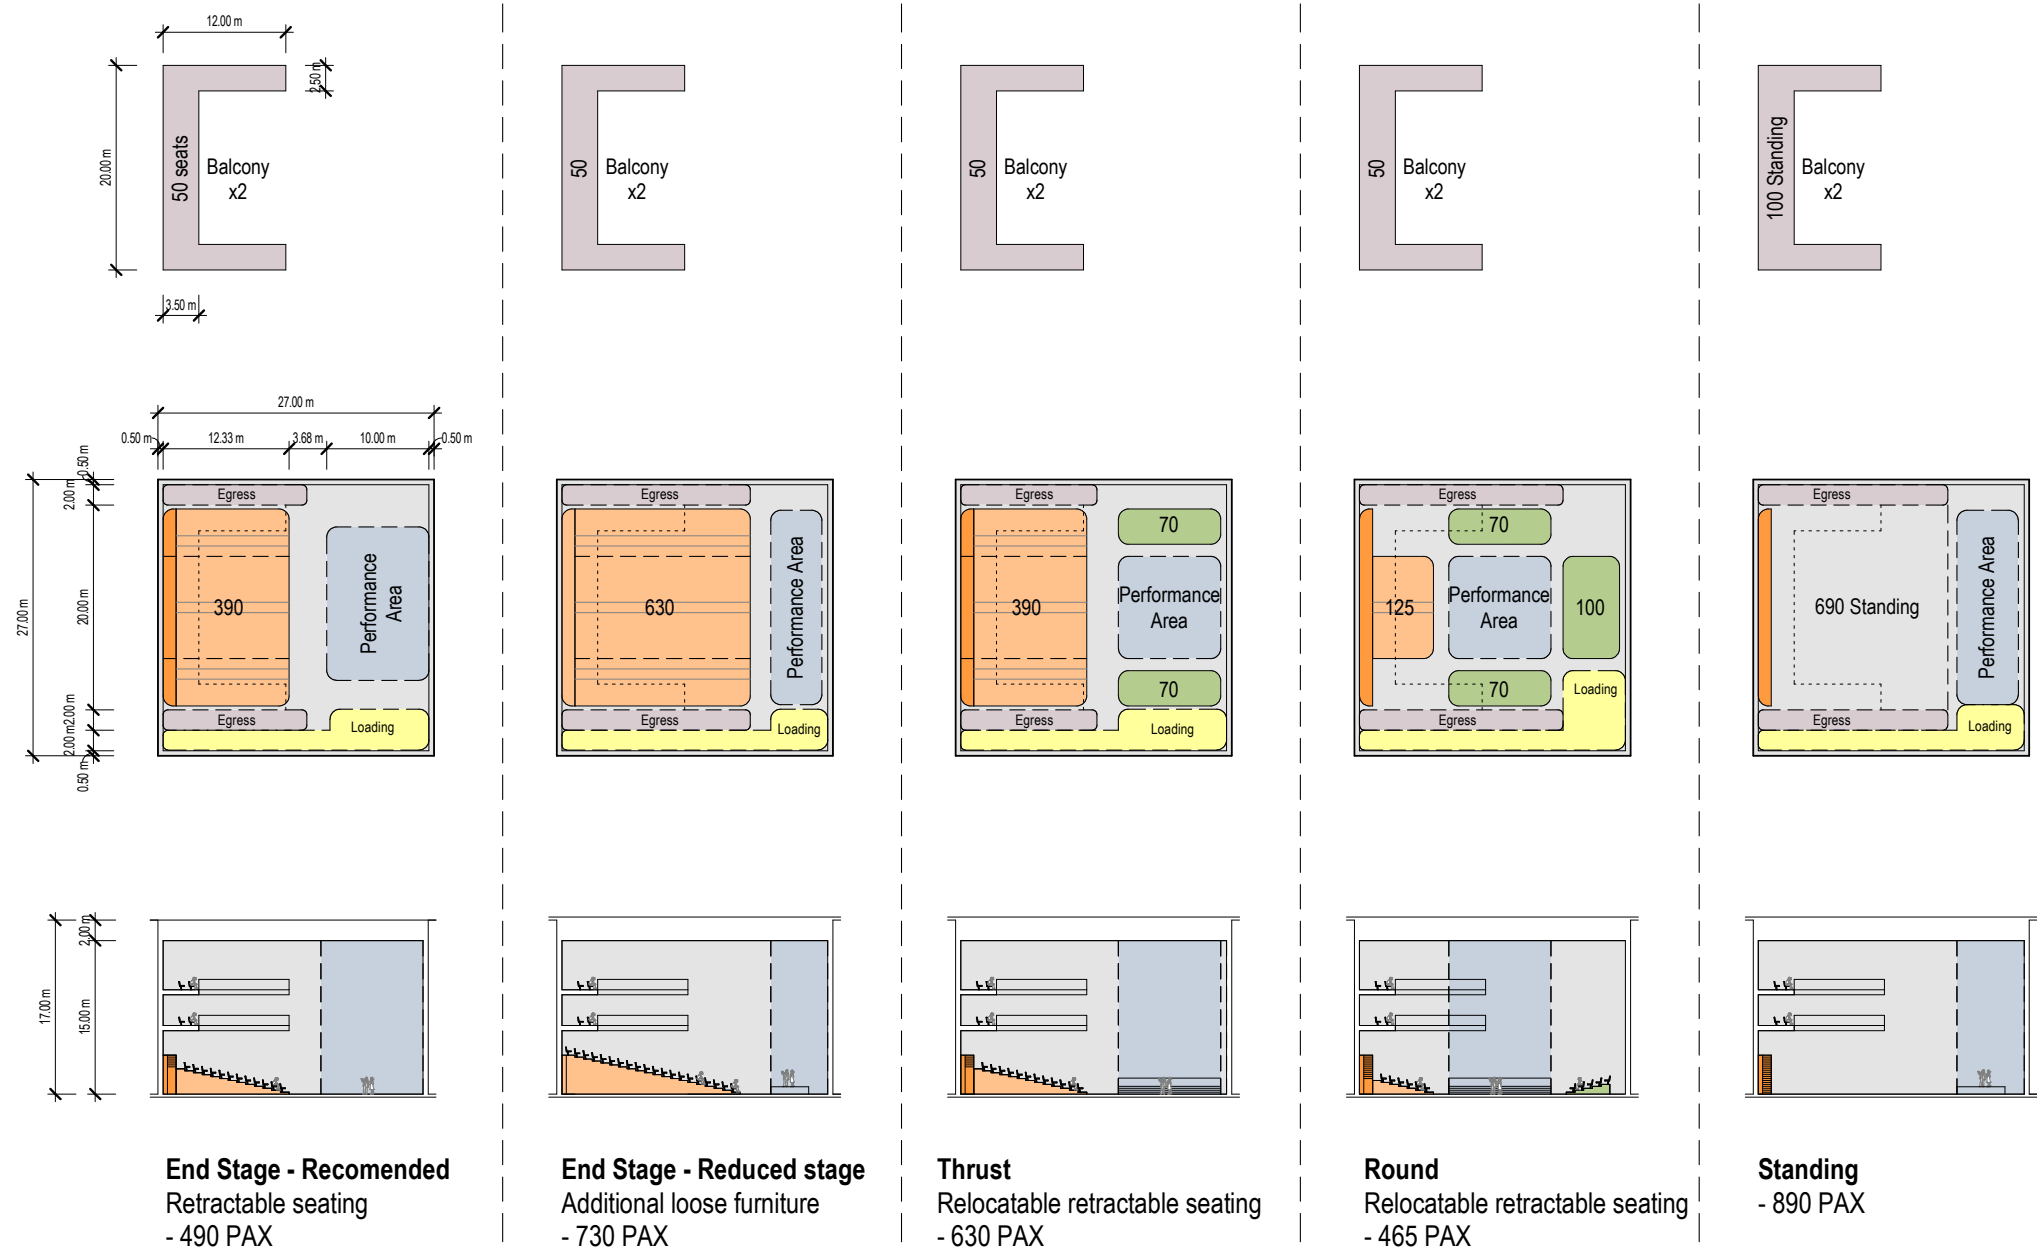 12.00 m
2.50 m
20.00 m
50 seats
Balcony
x2
3.50 m
50
Balcony
x2
50
Balcony
x2
50
Balcony
x2
100 Standing
Balcony
x2
27.00 m
0.50 m
12.33 m
3.68 m
10.00 m
0.50 m
27.00 m
0.50 m
2.00 m
20.00 m
2.00 m
2.00 m
0.50 m
Egress
390
Performance
Area
Egress
Loading
Egress
630
Performance Area
Egress
Loading
Egress
70
390
Performance
Area
70
Egress
Loading
Egress
70
125
Performance
Area
100
70
Loading
Egress
Egress
690 Standing
Performance Area
Egress
Loading
17.00 m
2.00 m
15.00 m
End Stage - Recomended
Retractable seating
- 490 PAX
End Stage - Reduced stage
Additional loose furniture
- 730 PAX
Thrust
Relocatable retractable seating
- 630 PAX
Round
Relocatable retractable seating
- 465 PAX
Standing
- 890 PAX